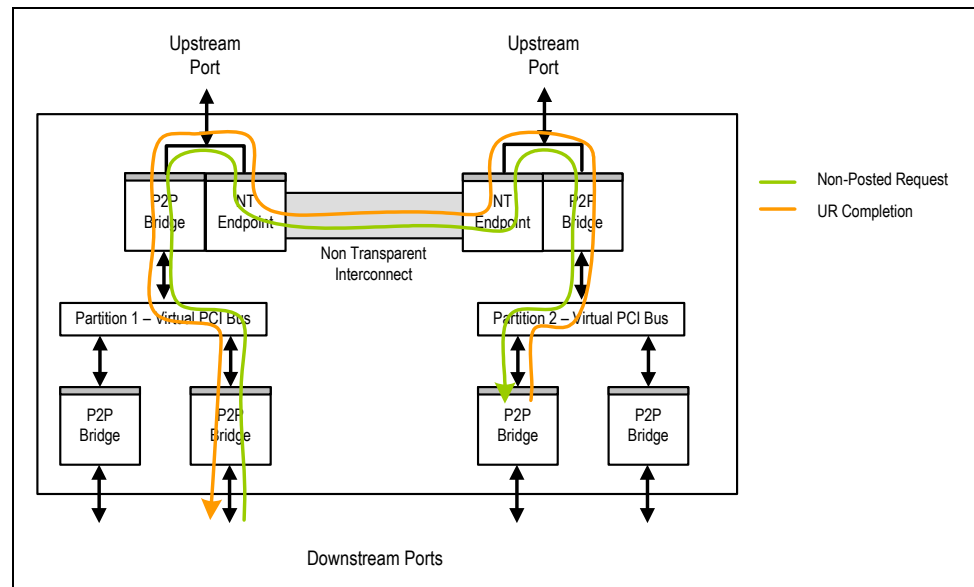 Upstream
Port
Upstream
Port
P2P
Bridge
NT
Endpoint
NT
Endpoint
P2P
Bridge
Non-Posted Request
UR Completion
Non Transparent
Interconnect
Partition 1 – Virtual PCI Bus
Partition 2 – Virtual PCI Bus
P2P
Bridge
P2P
Bridge
P2P
Bridge
P2P
Bridge
Downstream Ports